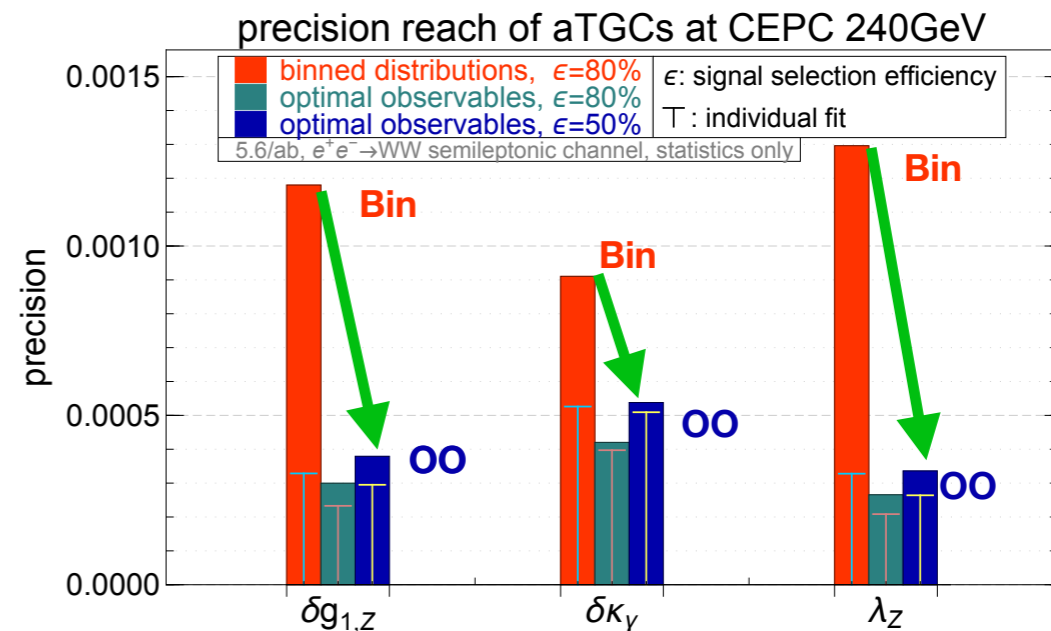 precision reach of aTGCs at CEPC 240GeV
binned distributions, ϵ=80%
optimal observables, ϵ=80%
optimal observables, ϵ=50%
ϵ: signal selection efficiency
⊤ : individual fit
5.6/ab, e⁺e⁻→WW semileptonic channel, statistics only
precision
0.0015
0.0010
0.0005
0.0000
Bin
Bin
Bin
OO
OO
OO
δg₁,Z
δκγ
λZ